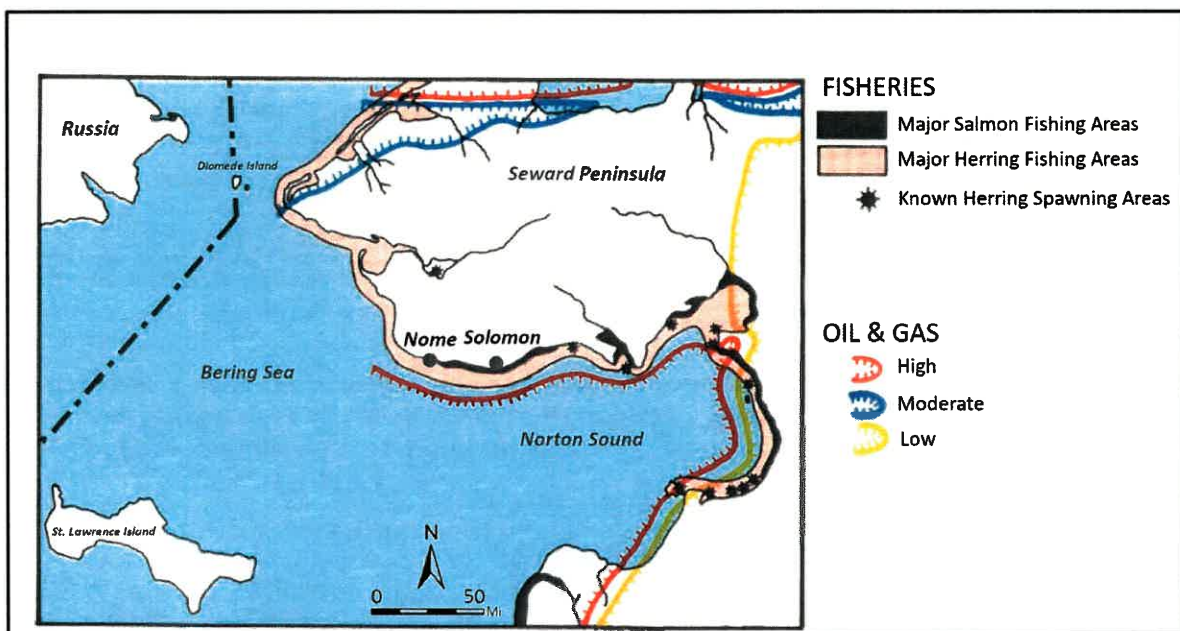 Russia
Diomede Island
Seward Peninsula
Nome Solomon
Bering Sea
Norton Sound
St. Lawrence Island
N
0 50
Mi
FISHERIES
Major Salmon Fishing Areas
Major Herring Fishing Areas
Known Herring Spawning Areas
OIL & GAS
High
Moderate
Low